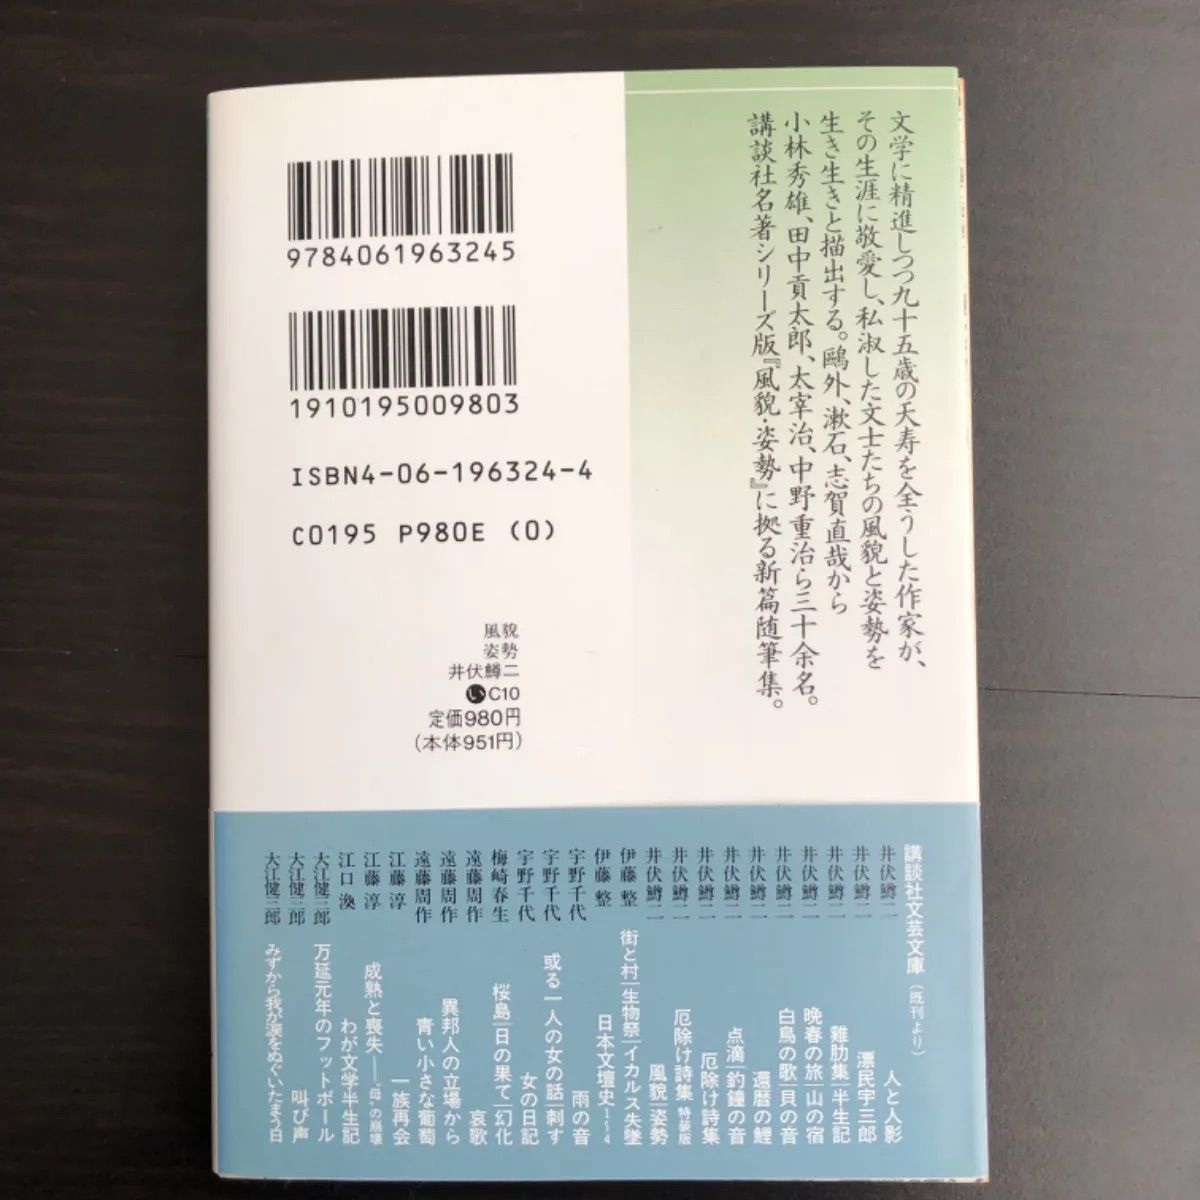 文学に精進しつつ九十五歳の天寿を全うした作家が、
その生涯に敬愛し、私淑した文士たちの風貌と姿勢を
生き生きと描出する。鷗外、漱石、志賀直哉から
小林秀雄、田中貢太郎、太宰治、中野重治ら三十余名。
講談社名著シリーズ版『風貌・姿勢』に拠る新篇随筆集。
9784061963245
1910195009803
ISBN4-06-196324-4
C0195 P980E (0)
風貌
姿勢
井伏鱒二
い C10
定価980円
(本体951円)
講談社文芸文庫(既刊より)
井伏鱒二 人と人影
井伏鱒二 漂民宇三郎
井伏鱒二 雞肋集|半生記
井伏鱒二 晩春の旅|山の宿
井伏鱒二 白鳥の歌|貝の音
井伏鱒二 還暦の鯉
井伏鱒二 点滴|釣鐘の音
井伏鱒二 厄除け詩集
井伏鱒二 厄除け詩集 特装版
井伏鱒二 風貌|姿勢
伊藤整 街と村|生物祭|イカルス失墜
伊藤整 日本文壇史1〜4
宇野千代 雨の音
宇野千代 或る一人の女の話|刺す
宇野千代 女の日記
梅崎春生 桜島|日の果て|幻化
遠藤周作 哀歌
遠藤周作 異邦人の立場から
遠藤周作 青い小さな葡萄
江藤淳 一族再会
江藤淳 成熟と喪失―"母"の崩壊
江口渙 わが文学半生記
大江健三郎 万延元年のフットボール
大江健三郎 叫び声
大江健三郎 みずから我が涙をぬぐいたまう日